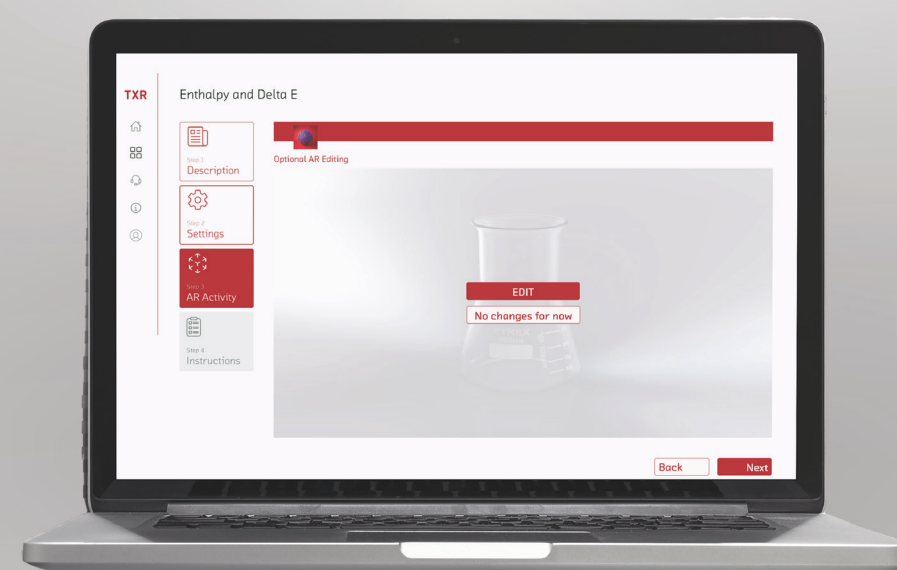 TXR
Enthalpy and Delta E
Step 1
Description
Step 2
Settings
Step 3
AR Activity
Step 4
Instructions
Optional AR Editing
EDIT
No changes for now
Back
Next